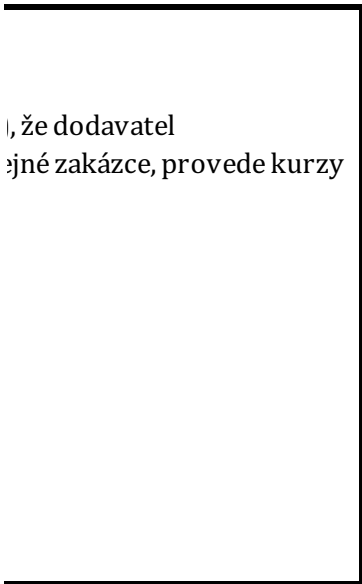 ), že dodavatel
ejné zakázce, provede kurzy